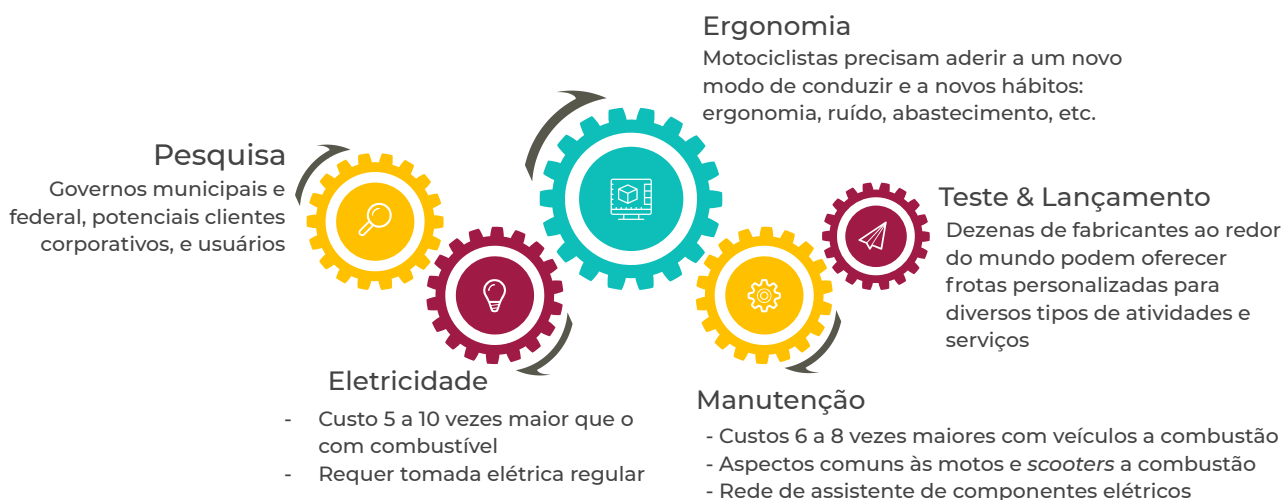 Ergonomia
Motociclistas precisam aderir a um novo
modo de conduzir e a novos hábitos:
ergonomia, ruído, abastecimento, etc.
Pesquisa
Governos municipais e
federal, potenciais clientes
corporativos, e usuários
Teste & Lançamento
Dezenas de fabricantes ao redor
do mundo podem oferecer
frotas personalizadas para
diversos tipos de atividades e
serviços
Eletricidade
- Custo 5 a 10 vezes maior que o
com combustível
- Requer tomada elétrica regular
Manutenção
- Custos 6 a 8 vezes maiores com veículos a combustão
- Aspectos comuns às motos e scooters a combustão
- Rede de assistente de componentes elétricos